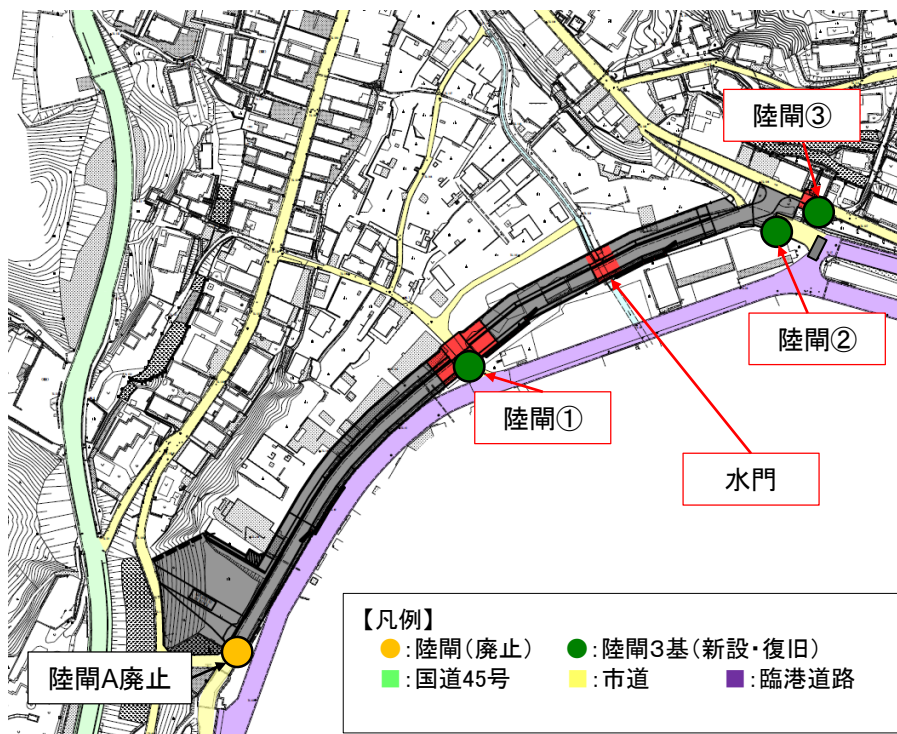 陸閘③
陸閘②
陸閘①
水門
陸閘A廃止
【凡例】
:陸閘(廃止)
:陸閘3基(新設・復旧)
:国道45号
:市道
:臨港道路